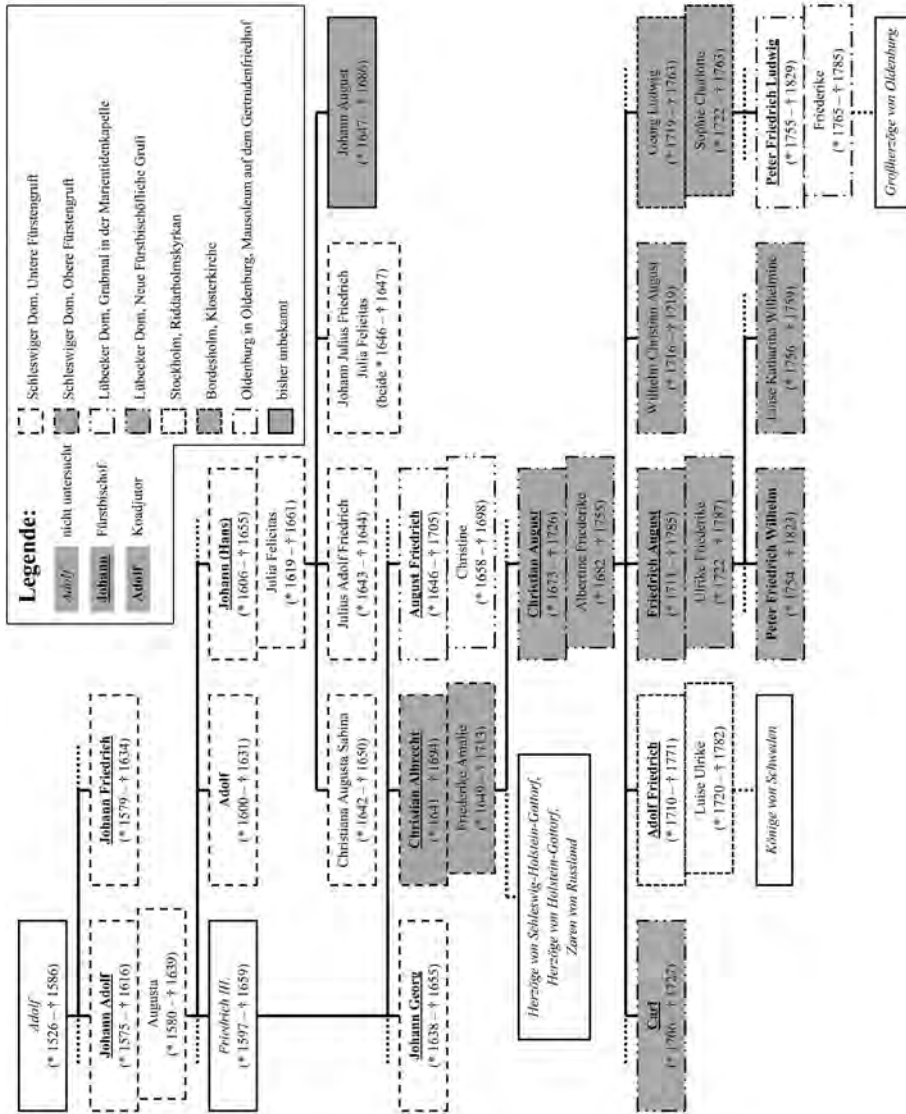 Legende:
Adolf nicht untersucht
Johann Fürstbischof
Adolf Koadjutor
Schleswiger Dom, Untere Fürstengruft
Schleswiger Dom, Obere Fürstengruft
Lübecker Dom, Grabmal in der Marientidenkapelle
Lübecker Dom, Neue Fürstbischöfliche Gruft
Stockholm, Riddarholmskyrkan
Bordesholm, Klosterkirche
Oldenburg in Oldenburg, Mausoleum auf dem Gertrudenfriedhof
bisher unbekannt
Adolf
(* 1526 – † 1586)
Johann Adolf
(* 1575 – † 1616)
Augusta
(* 1580 – † 1639)
Johann Friedrich
(* 1579 – † 1634)
Friedrich III.
(* 1597 – † 1659)
Adolf
(* 1600 – † 1631)
Johann (Hans)
(* 1606 – † 1655)
Julia Felicitas
(* 1619 – † 1661)
Christiana Augusta Sabina
(* 1642 – † 1650)
Julius Adolf Friedrich
(* 1643 – † 1644)
Johann Julius Friedrich
Julia Felicitas
(beide * 1646 – † 1647)
Johann August
(* 1647 – † 1686)
Johann Georg
(* 1638 – † 1655)
Christian Albrecht
(* 1641 – † 1694)
Friederike Amalie
(* 1649 – † 1713)
August Friedrich
(* 1646 – † 1705)
Christine
(* 1658 – † 1698)
Herzöge von Schleswig-Holstein-Gottorf,
Herzöge von Holstein-Gottorf,
Zaren von Russland
Christian August
(* 1673 – † 1726)
Albertine Friederike
(* 1682 – † 1755)
Carl
(* 1706 – † 1727)
Adolf Friedrich
(* 1710 – † 1771)
Luise Ulrike
(* 1720 – † 1782)
Könige von Schweden
Friedrich August
(* 1711 – † 1785)
Ulrike Friederike
(* 1722 – † 1787)
Wilhelm Christian August
(* 1716 – † 1719)
Georg Ludwig
(* 1719 – † 1763)
Sophie Charlotte
(* 1722 – † 1763)
Peter Friedrich Wilhelm
(* 1754 – † 1823)
Luise Katharina Wilhelmine
(* 1756 – † 1759)
Peter Friedrich Ludwig
(* 1755 – † 1829)
Friederike
(* 1765 – † 1785)
Großherzöge von Oldenburg